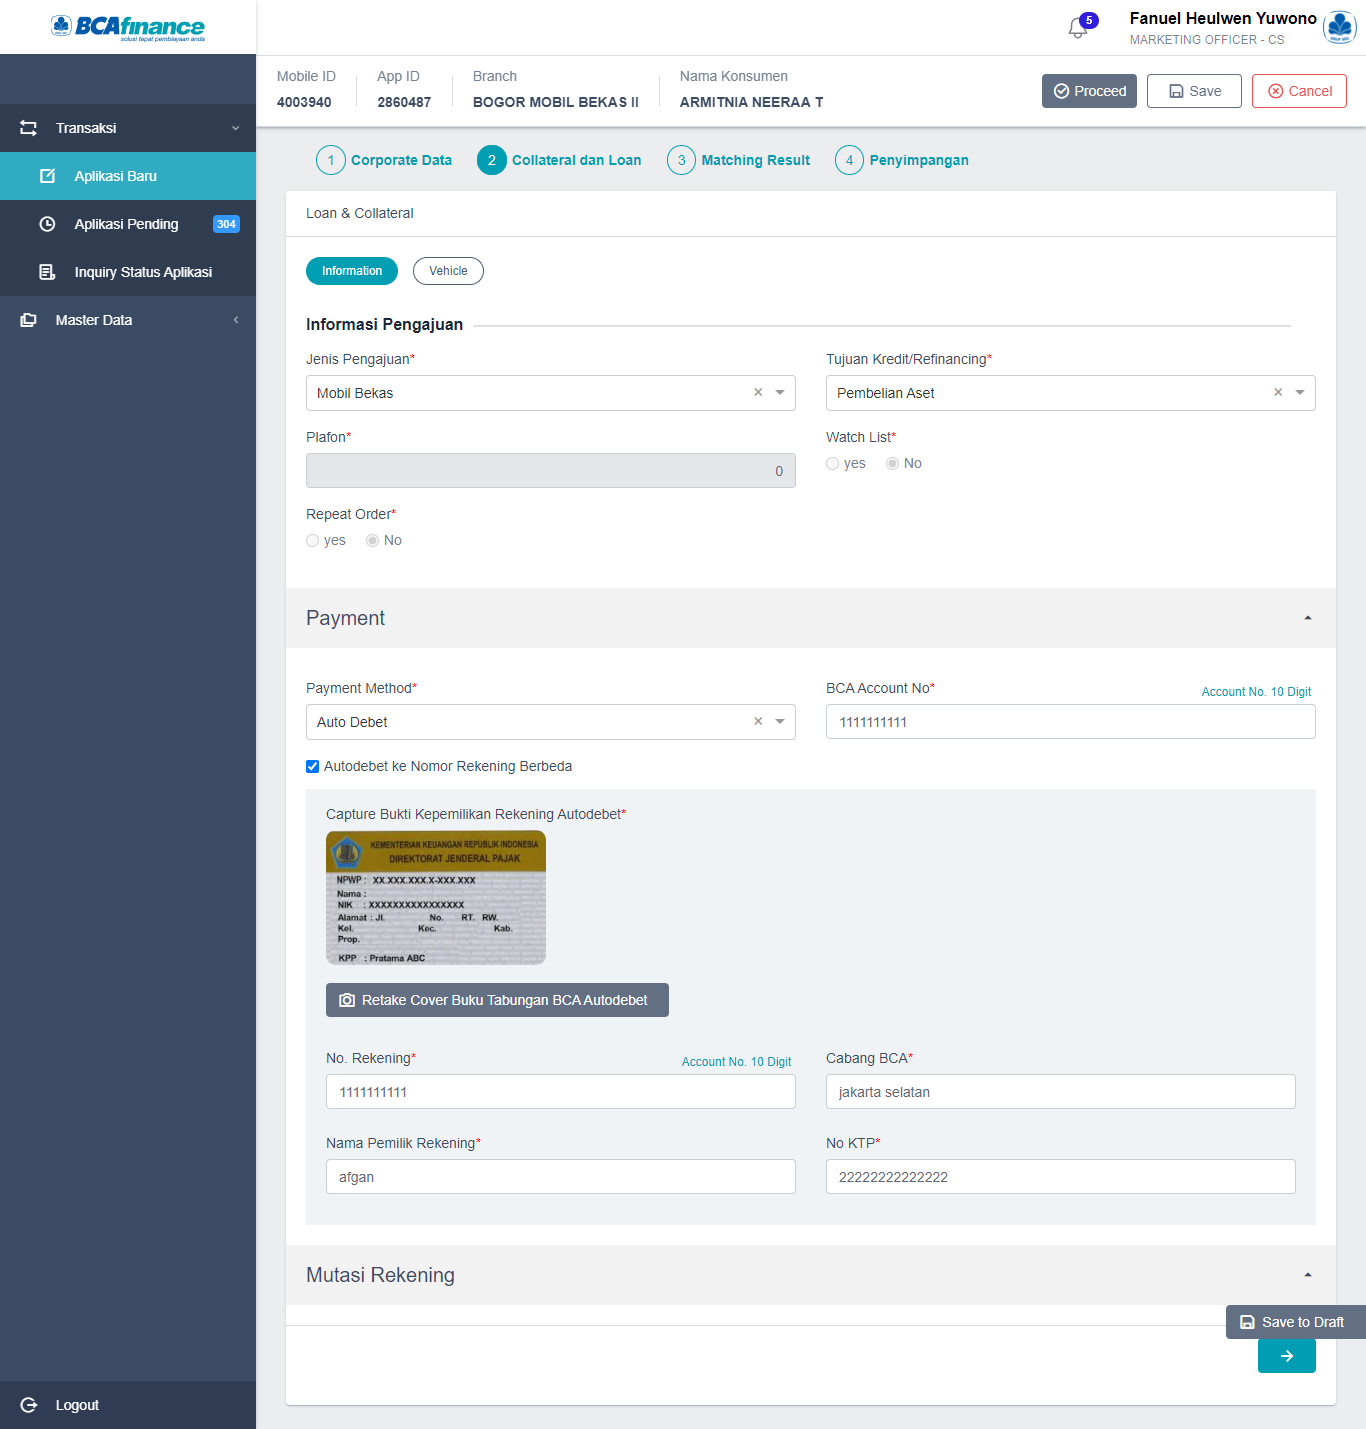 BCAfinance
solusi tepat pembiayaan anda
5
Fanuel Heulwen Yuwono
MARKETING OFFICER - CS
Mobile ID
4003940
App ID
2860487
Branch
BOGOR MOBIL BEKAS II
Nama Konsumen
ARMITNIA NEERAA T
Proceed
Save
Cancel
Transaksi
Aplikasi Baru
Aplikasi Pending
304
Inquiry Status Aplikasi
Master Data
Logout
1 Corporate Data
2 Collateral dan Loan
3 Matching Result
4 Penyimpangan
Loan & Collateral
Information
Vehicle
Informasi Pengajuan
Jenis Pengajuan*
Mobil Bekas
Tujuan Kredit/Refinancing*
Pembelian Aset
Plafon*
0
Watch List*
yes No
Repeat Order*
yes No
Payment
Payment Method*
Auto Debet
BCA Account No*
Account No. 10 Digit
1111111111
Autodebet ke Nomor Rekening Berbeda
Capture Bukti Kepemilikan Rekening Autodebet*
KEMENTERIAN KEUANGAN REPUBLIK INDONESIA
DIREKTORAT JENDERAL PAJAK
NPWP : XX.XXX.XXX.X-XXX.XXX
Nama :
NIK : XXXXXXXXXXXXXXXX
Alamat : Jl. No. RT. RW.
Kel. Kec. Kab.
Prop.
KPP : Pratama ABC
Retake Cover Buku Tabungan BCA Autodebet
No. Rekening*
Account No. 10 Digit
1111111111
Cabang BCA*
jakarta selatan
Nama Pemilik Rekening*
afgan
No KTP*
22222222222222
Mutasi Rekening
Save to Draft